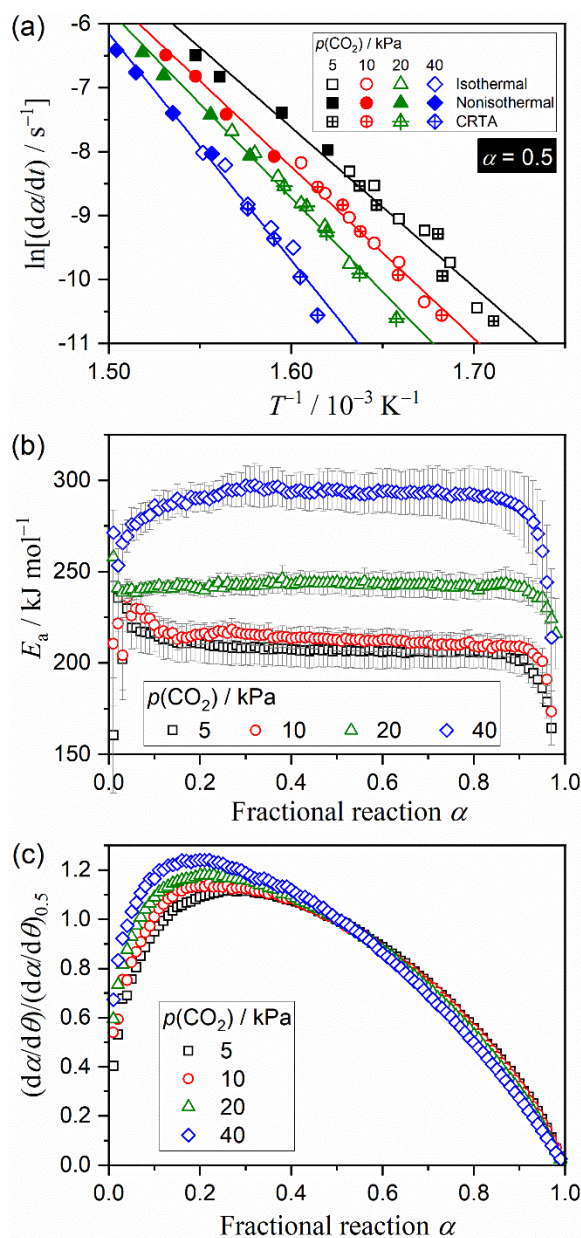 (a)
p(CO₂) / kPa
5 10 20 40
Isothermal
Nonisothermal
CRTA
α = 0.5
ln[(dα/dt) / s⁻¹]
-6
-7
-8
-9
-10
-11
1.50 1.60 1.70
T⁻¹ / 10⁻³ K⁻¹
(b)
Eₐ / kJ mol⁻¹
300
250
200
150
p(CO₂) / kPa
5 10 20 40
0.0 0.2 0.4 0.6 0.8 1.0
Fractional reaction α
(c)
(dα/dθ)/(dα/dθ)₀.₅
1.2
1.0
0.8
0.6
0.4
0.2
0.0
p(CO₂) / kPa
5
10
20
40
0.0 0.2 0.4 0.6 0.8 1.0
Fractional reaction α